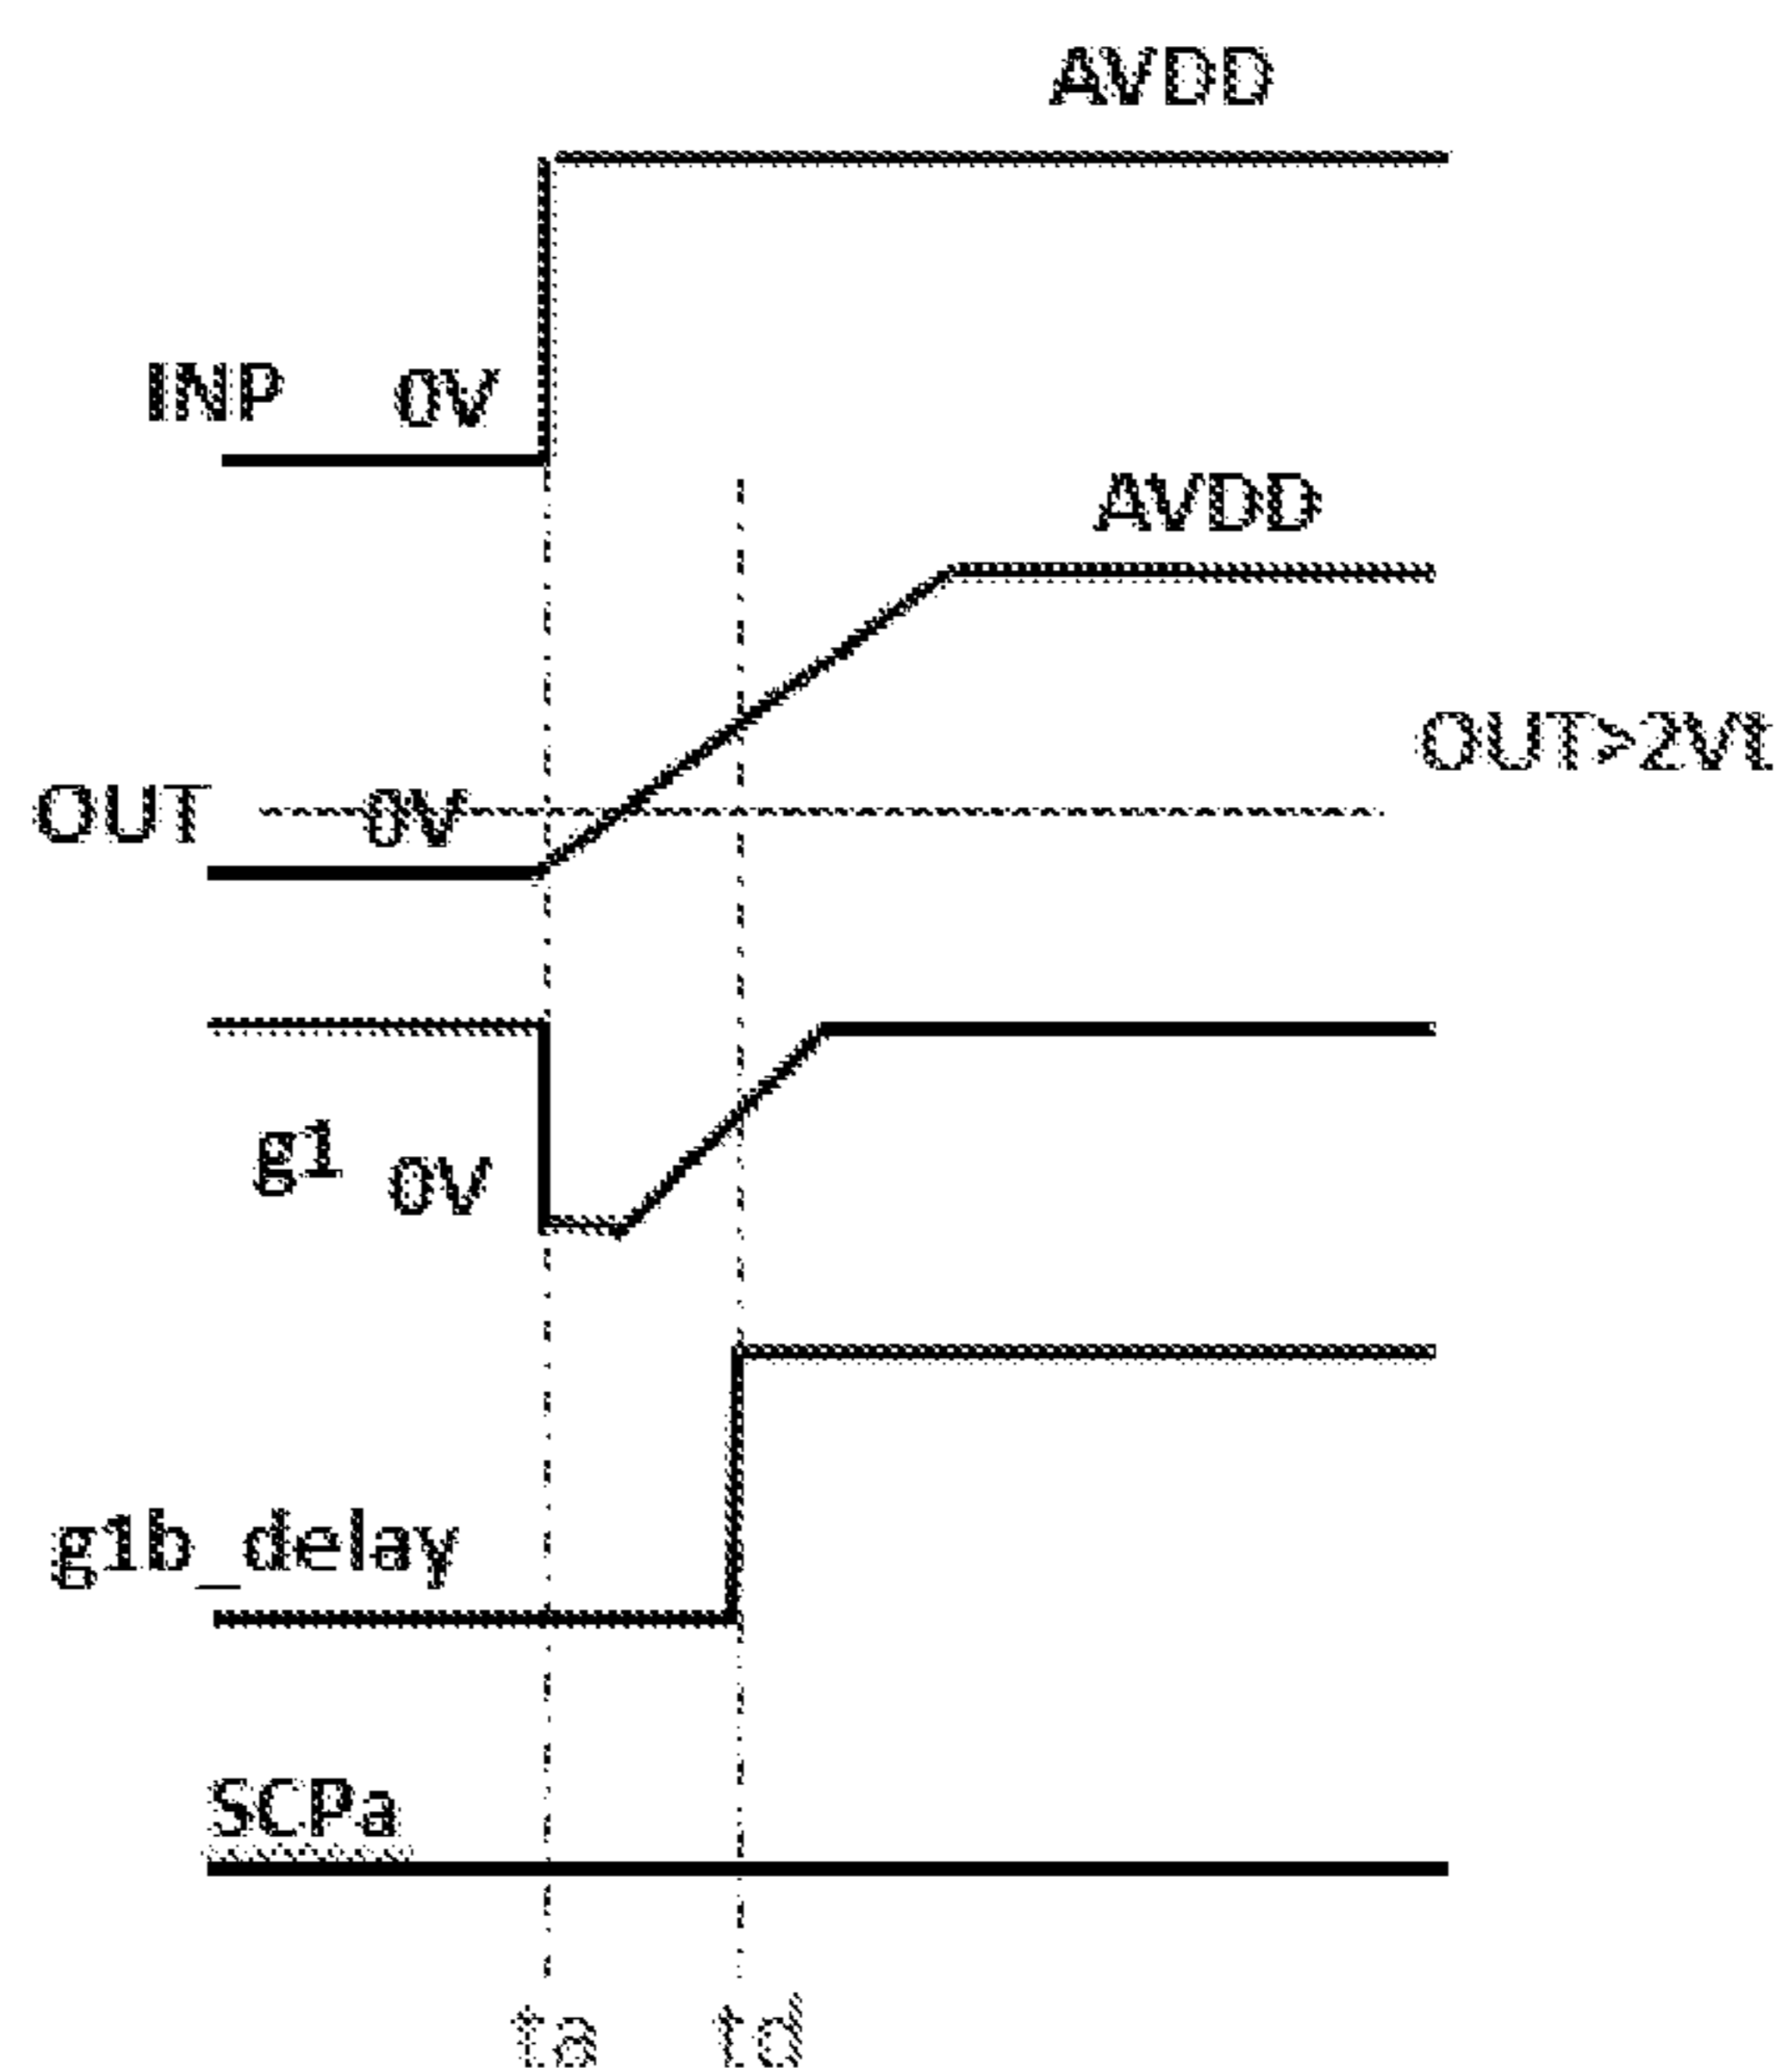 AVDD
INP 0V
AVDD
OUT>2Vt
OUT 0V
g1 0V
g1b_delay
SCPa
ta td